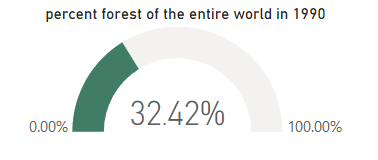 percent forest of the entire world in 1990
32.42%
0.00%
100.00%